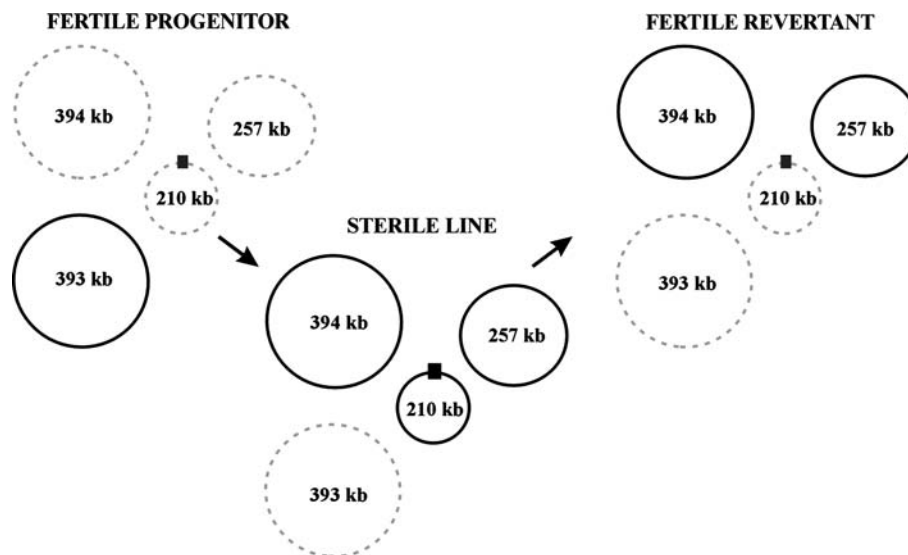 FERTILE PROGENITOR
394 kb
257 kb
210 kb
393 kb
STERILE LINE
394 kb
257 kb
210 kb
393 kb
FERTILE REVERTANT
394 kb
257 kb
210 kb
393 kb